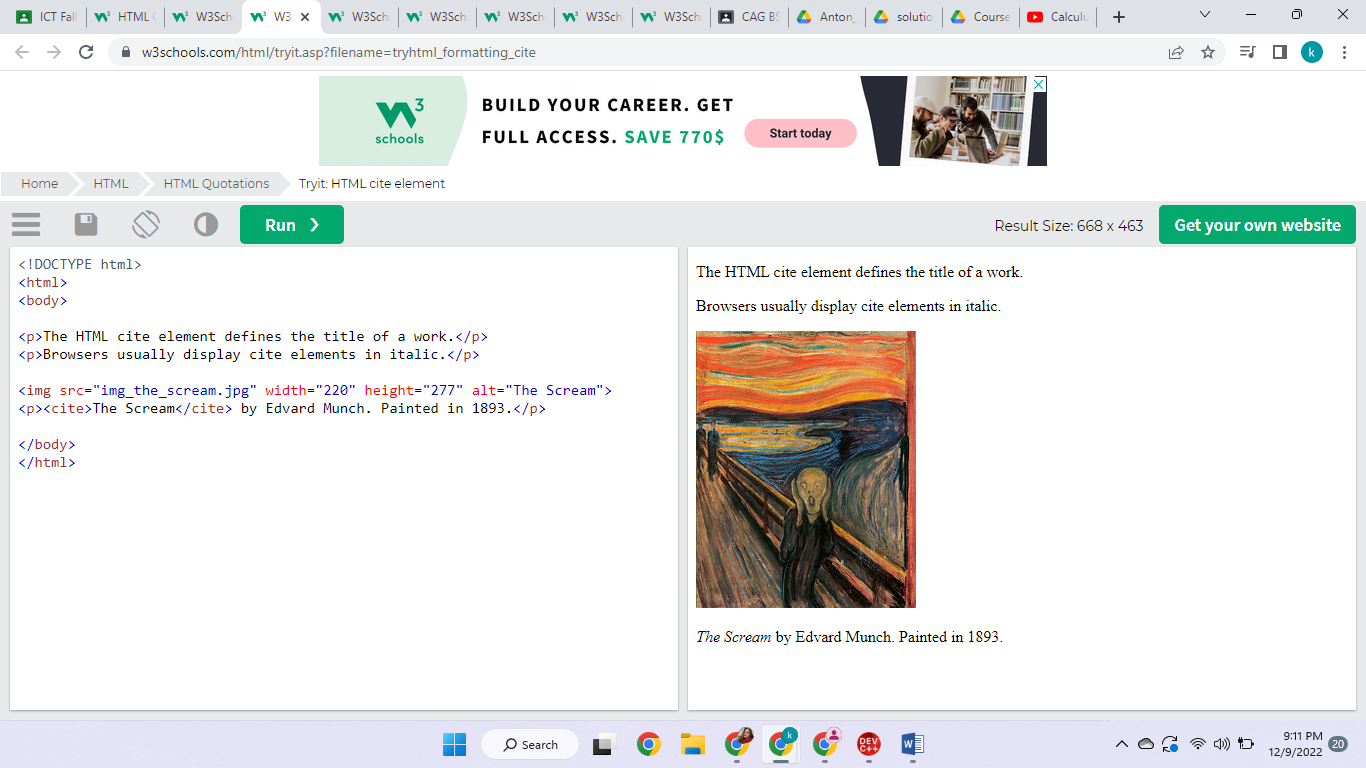 ICT Fall
HTML
W3Sch
W3
W3Sch
W3Sch
W3Sch
W3Sch
W3Sch
CAG BS
Anton_
solutio
Course
Calculu
w3schools.com/html/tryit.asp?filename=tryhtml_formatting_cite
k
3
schools
BUILD YOUR CAREER. GET
FULL ACCESS. SAVE 770$
Start today
Home
HTML
HTML Quotations
Tryit: HTML cite element
Run ❯
Result Size: 668 x 463
Get your own website
<!DOCTYPE html>
<html>
<body>
<p>The HTML cite element defines the title of a work.</p>
<p>Browsers usually display cite elements in italic.</p>
<img src="img_the_scream.jpg" width="220" height="277" alt="The Scream">
<p><cite>The Scream</cite> by Edvard Munch. Painted in 1893.</p>
</body>
</html>
The HTML cite element defines the title of a work.
Browsers usually display cite elements in italic.
The Scream by Edvard Munch. Painted in 1893.
Search
k
DEV
C++
W
9:11 PM
12/9/2022
20